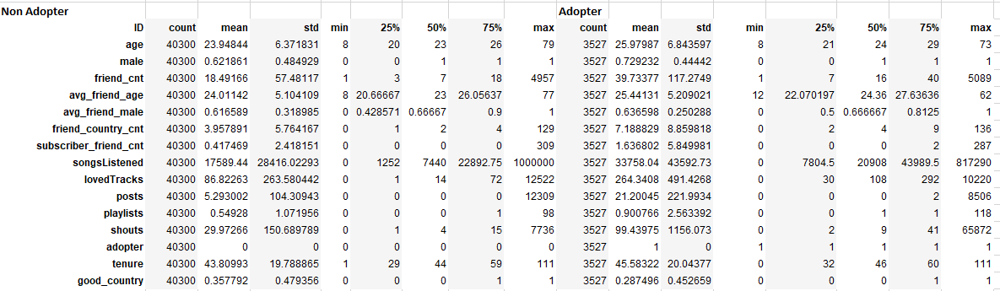 Non Adopter Adopter
ID count mean std min 25% 50% 75% max count mean std min 25% 50% 75% max
age 40300 23.94844 6.371831 8 20 23 26 79 3527 25.97987 6.843597 8 21 24 29 73
male 40300 0.621861 0.484929 0 0 1 1 1 3527 0.729232 0.44442 0 0 1 1 1
friend_cnt 40300 18.49166 57.48117 1 3 7 18 4957 3527 39.73377 117.2749 1 7 16 40 5089
avg_friend_age 40300 24.01142 5.104109 8 20.66667 23 26.05637 77 3527 25.44131 5.209021 12 22.070197 24.36 27.63636 62
avg_friend_male 40300 0.616589 0.318985 0 0.428571 0.66667 0.9 1 3527 0.636598 0.250288 0 0.5 0.666667 0.8125 1
friend_country_cnt 40300 3.957891 5.764167 0 1 2 4 129 3527 7.188829 8.859818 0 2 4 9 136
subscriber_friend_cnt 40300 0.417469 2.418151 0 0 0 0 309 3527 1.636802 5.849981 0 0 0 2 287
songsListened 40300 17589.44 28416.02293 0 1252 7440 22892.75 1000000 3527 33758.04 43592.73 0 7804.5 20908 43989.5 817290
lovedTracks 40300 86.82263 263.580442 0 1 14 72 12522 3527 264.3408 491.4268 0 30 108 292 10220
posts 40300 5.293002 104.30943 0 0 0 0 12309 3527 21.20045 221.9934 0 0 0 2 8506
playlists 40300 0.54928 1.071956 0 0 0 1 98 3527 0.900766 2.563392 0 0 1 1 118
shouts 40300 29.97266 150.689789 0 1 4 15 7736 3527 99.43975 1156.073 0 2 9 41 65872
adopter 40300 0 0 0 0 0 0 0 3527 1 0 1 1 1 1 1
tenure 40300 43.80993 19.788865 1 29 44 59 111 3527 45.58322 20.04377 0 32 46 60 111
good_country 40300 0.357792 0.479356 0 0 0 1 1 3527 0.287496 0.452659 0 0 0 1 1